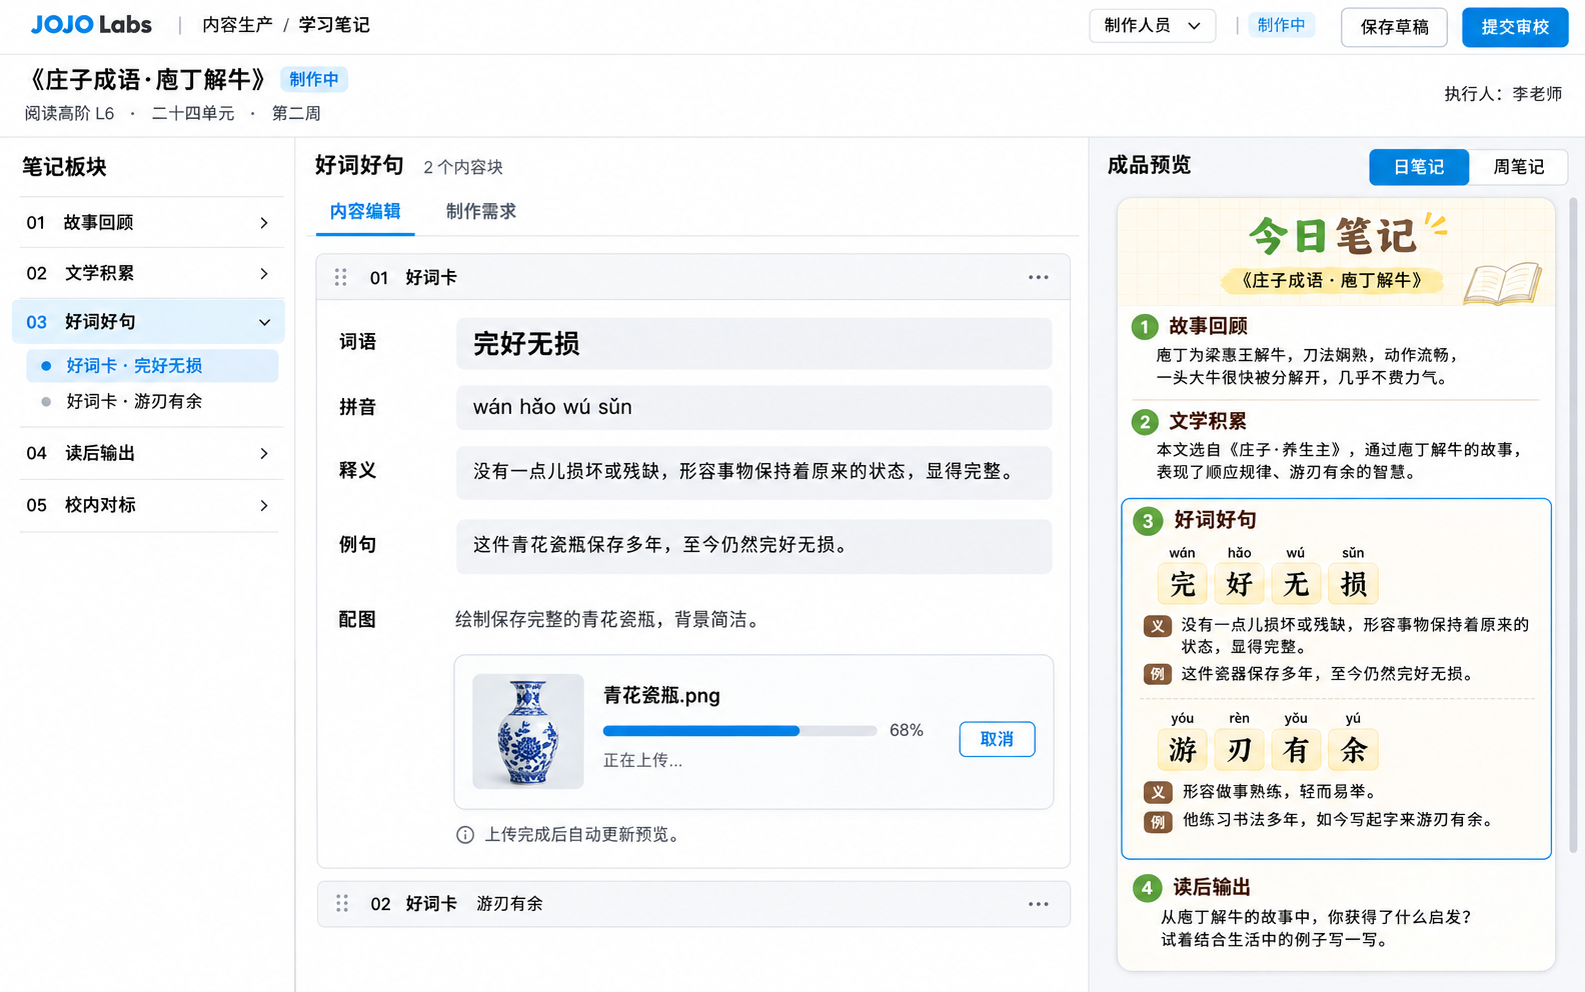 JOJO Labs | 内容生产 / 学习笔记 制作人员 | 制作中 保存草稿 提交审校
《庄子成语·庖丁解牛》 制作中
阅读高阶 L6 · 二十四单元 · 第二周
执行人：李老师
笔记板块
01 故事回顾
02 文学积累
03 好词好句
好词卡 · 完好无损
好词卡 · 游刃有余
04 读后输出
05 校内对标
好词好句 2 个内容块
内容编辑 制作需求
01 好词卡
词语 完好无损
拼音 wán hǎo wú sǔn
释义 没有一点儿损坏或残缺，形容事物保持着原来的状态，显得完整。
例句 这件青花瓷瓶保存多年，至今仍然完好无损。
配图 绘制保存完整的青花瓷瓶，背景简洁。
青花瓷瓶.png
68%
正在上传...
取消
上传完成后自动更新预览。
02 好词卡 游刃有余
成品预览 日笔记 周笔记
今日笔记
《庄子成语 · 庖丁解牛》
1 故事回顾
庖丁为梁惠王解牛，刀法娴熟，动作流畅，
一头大牛很快被分解开，几乎不费力气。
2 文学积累
本文选自《庄子·养生主》，通过庖丁解牛的故事，
表现了顺应规律、游刃有余的智慧。
3 好词好句
wán hǎo wú sǔn
完 好 无 损
义 没有一点儿损坏或残缺，形容事物保持着原来的
状态，显得完整。
例 这件瓷器保存多年，至今仍然完好无损。
yóu rèn yǒu yú
游 刃 有 余
义 形容做事熟练，轻而易举。
例 他练习书法多年，如今写起字来游刃有余。
4 读后输出
从庖丁解牛的故事中，你获得了什么启发？
试着结合生活中的例子写一写。